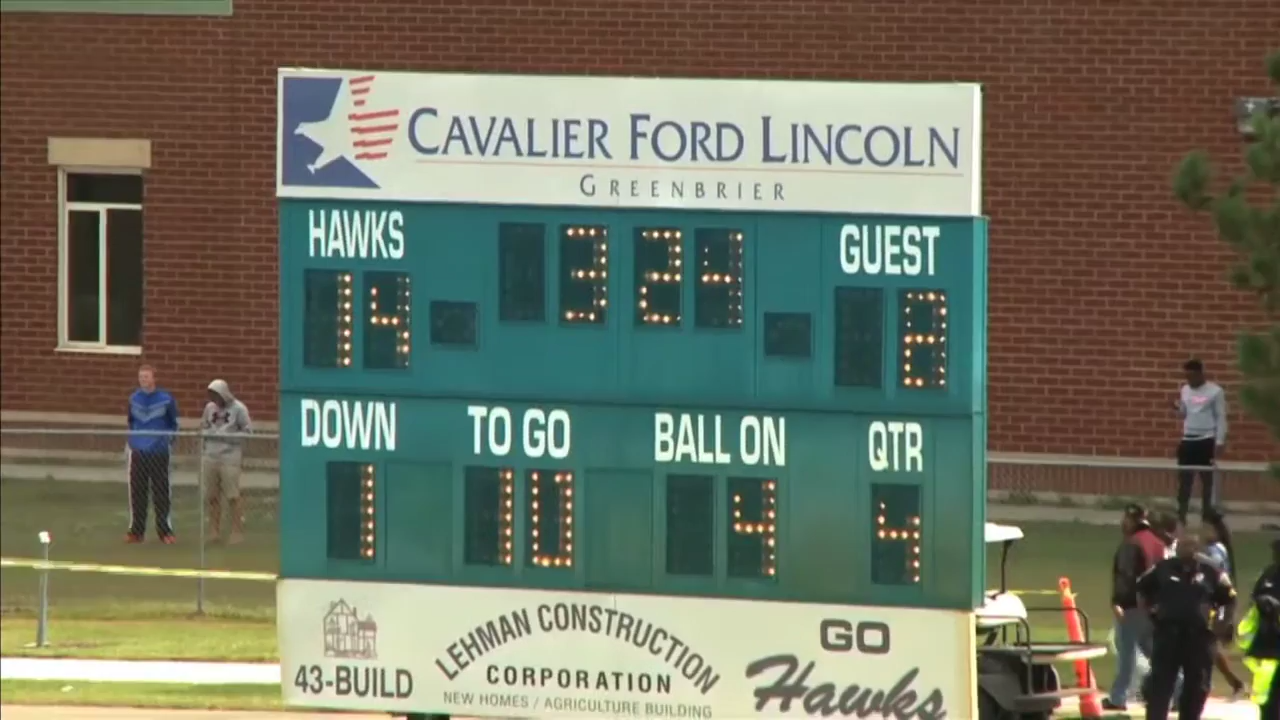 CAVALIER FORD LINCOLN
GREENBRIER
HAWKS 3 24 GUEST
14 8
DOWN TO GO BALL ON QTR
1 10 4 4
43-BUILD
LEHMAN CONSTRUCTION
CORPORATION
NEW HOMES / AGRICULTURE BUILDING
GO
Hawks